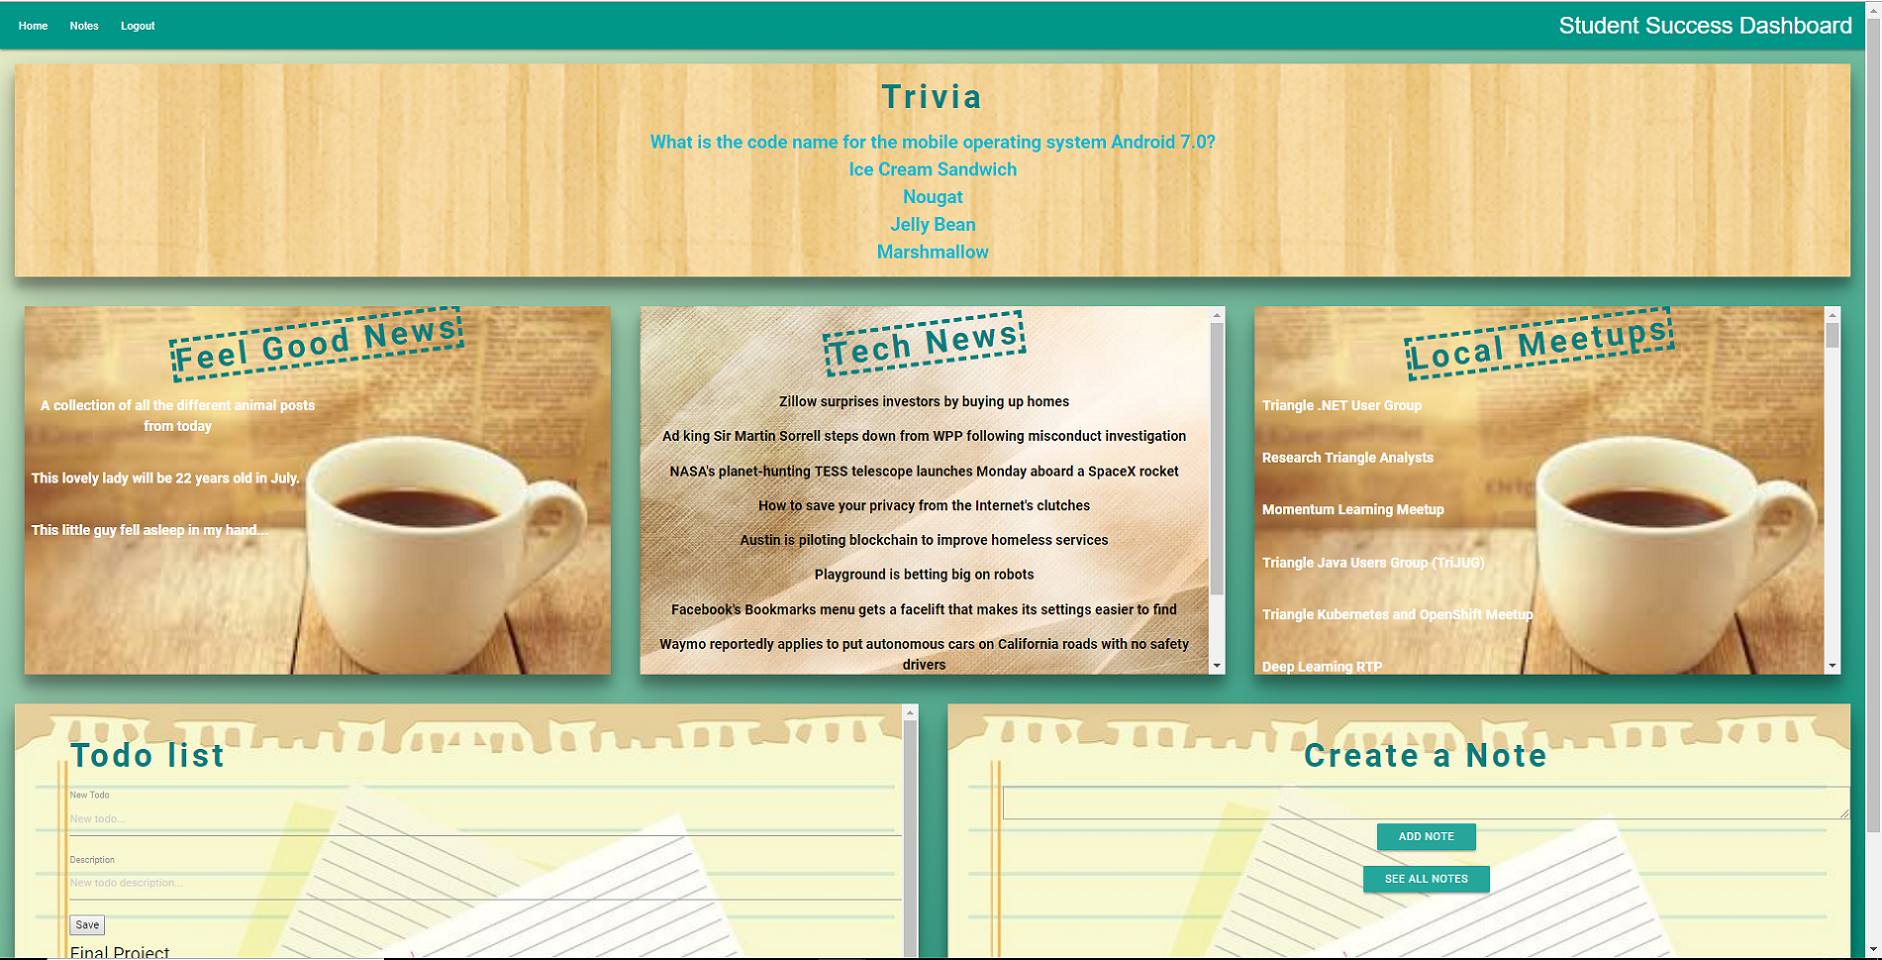 Home Notes Logout
Student Success Dashboard
Trivia
What is the code name for the mobile operating system Android 7.0?
Ice Cream Sandwich
Nougat
Jelly Bean
Marshmallow
Feel Good News
A collection of all the different animal posts
from today
This lovely lady will be 22 years old in July.
This little guy fell asleep in my hand...
Tech News
Zillow surprises investors by buying up homes
Ad king Sir Martin Sorrell steps down from WPP following misconduct investigation
NASA's planet-hunting TESS telescope launches Monday aboard a SpaceX rocket
How to save your privacy from the Internet's clutches
Austin is piloting blockchain to improve homeless services
Playground is betting big on robots
Facebook's Bookmarks menu gets a facelift that makes its settings easier to find
Waymo reportedly applies to put autonomous cars on California roads with no safety
drivers
Local Meetups
Triangle .NET User Group
Research Triangle Analysts
Momentum Learning Meetup
Triangle Java Users Group (TriJUG)
Triangle Kubernetes and OpenShift Meetup
Deep Learning RTP
Todo list
New Todo
New todo...
Description
New todo description...
Save
Final Project
Create a Note
ADD NOTE
SEE ALL NOTES